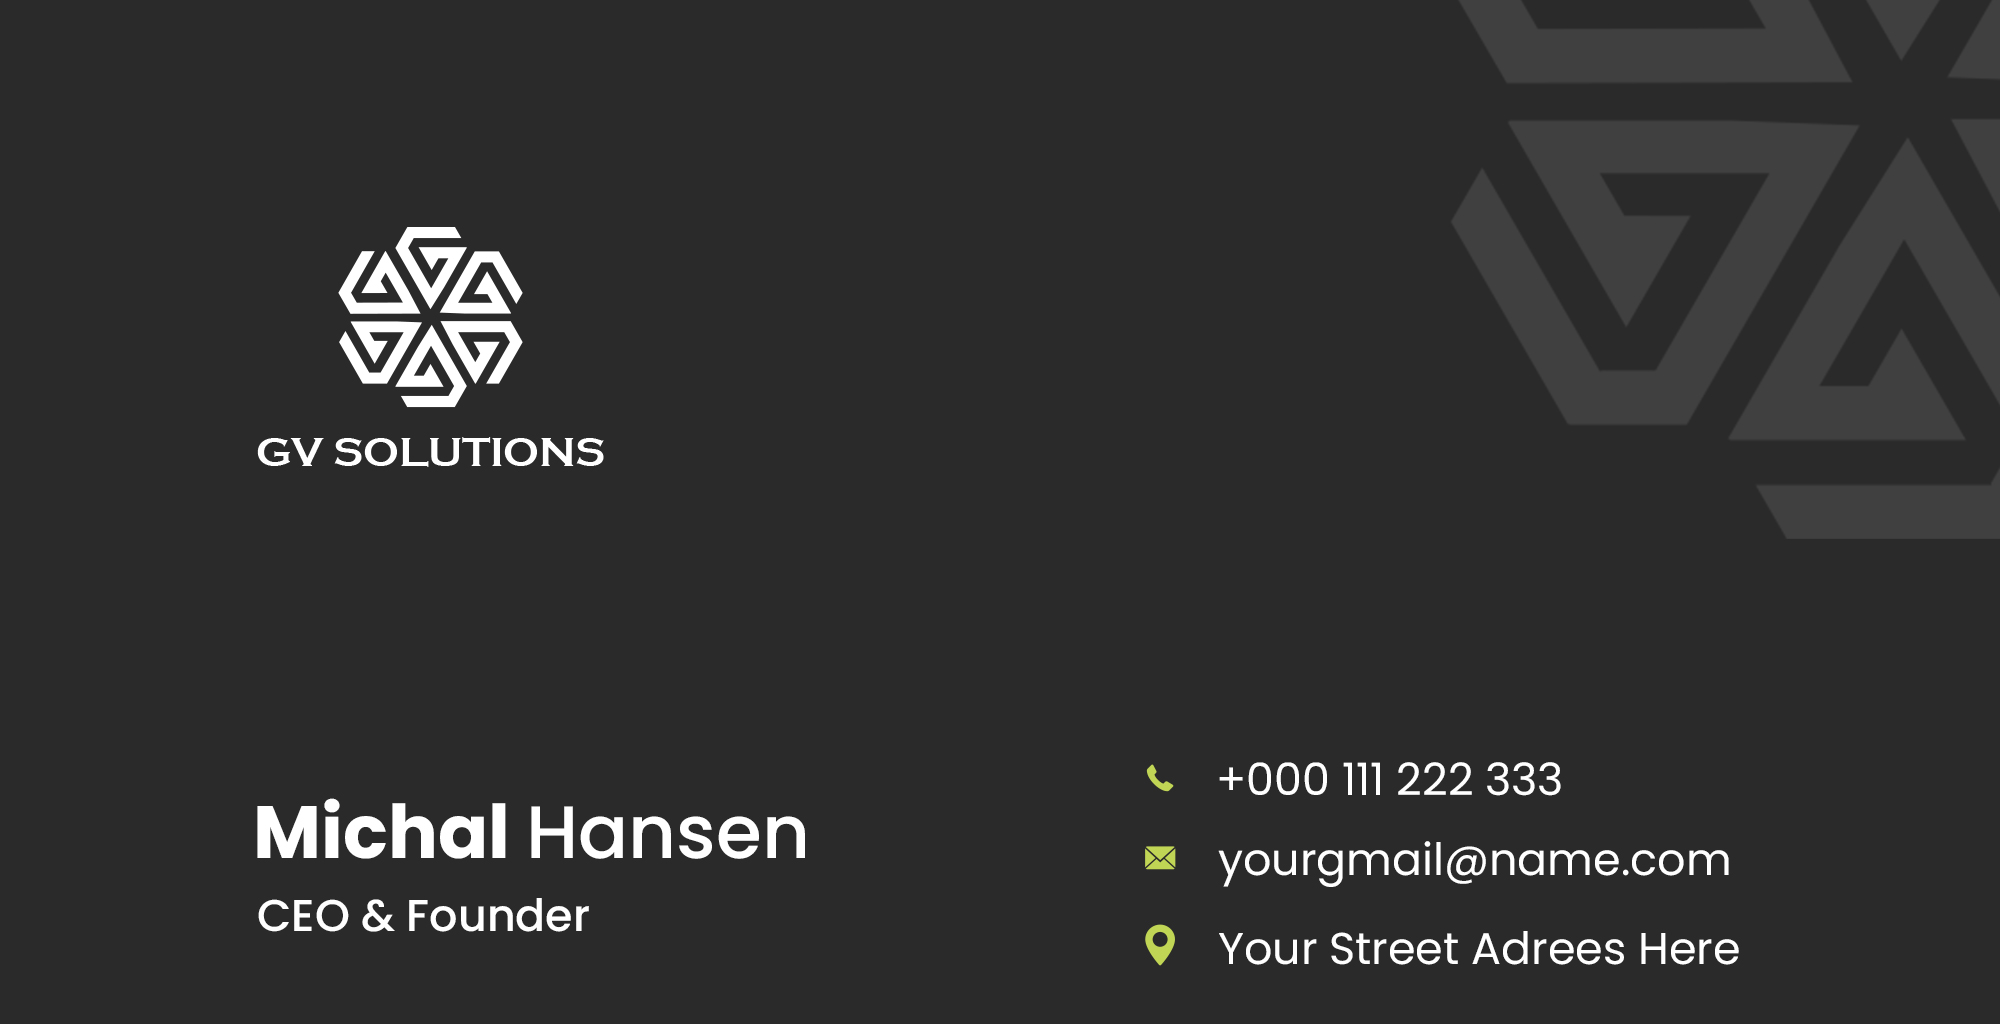 GV SOLUTIONS
Michal Hansen
CEO & Founder
+000 111 222 333
yourgmail@name.com
Your Street Adrees Here